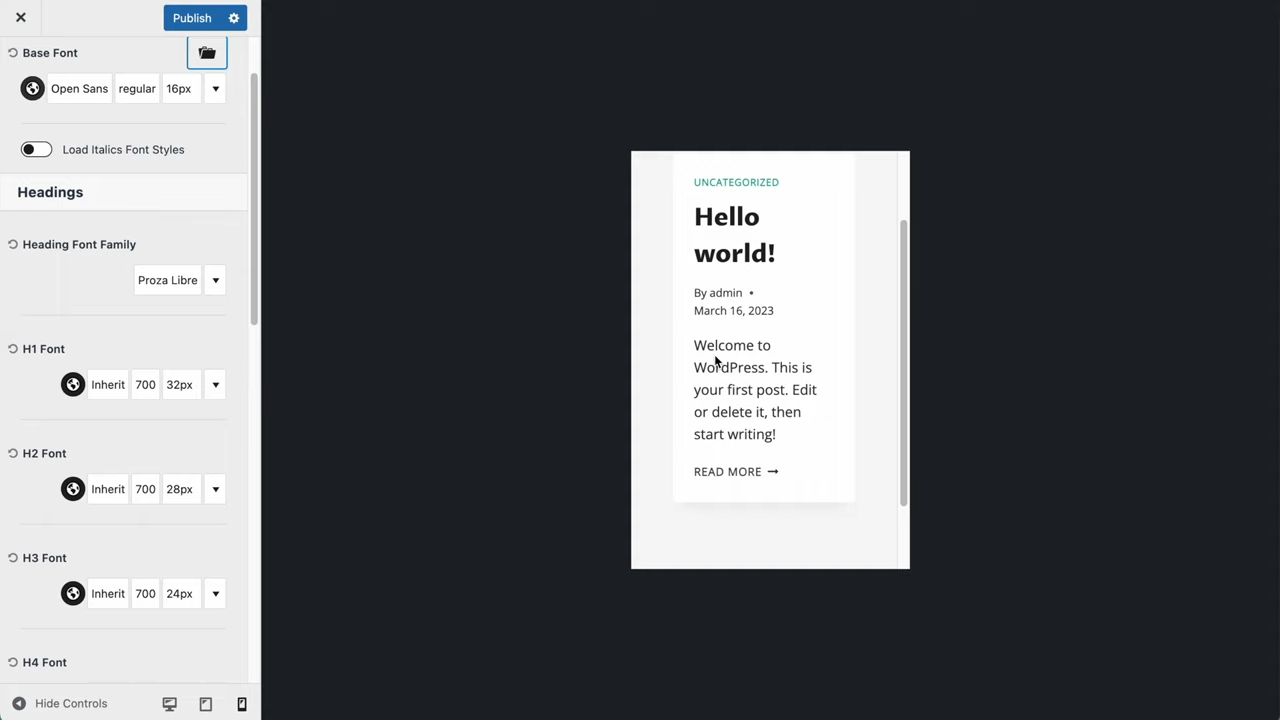 Publish
Base Font
Open Sans regular 16px
Load Italics Font Styles
Headings
Heading Font Family
Proza Libre
H1 Font
Inherit 700 32px
H2 Font
Inherit 700 28px
H3 Font
Inherit 700 24px
H4 Font
Hide Controls
UNCATEGORIZED
Hello
world!
By admin •
March 16, 2023
Welcome to
WordPress. This is
your first post. Edit
or delete it, then
start writing!
READ MORE